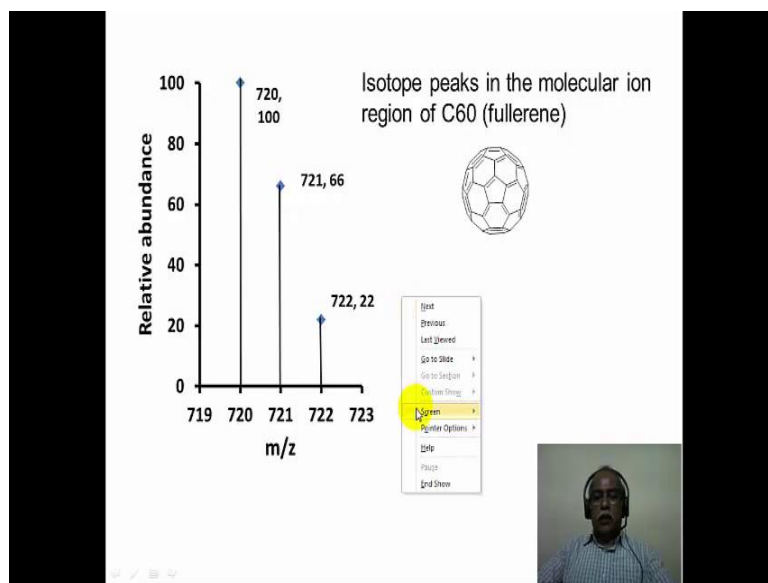 Isotope peaks in the molecular ion
region of C60 (fullerene)
Relative abundance
100
80
60
40
20
0
720,
100
721, 66
722, 22
719 720 721 722 723
m/z
Next
Previous
Last Viewed
Go to Slide
Go to Section
Custom Show
Screen
Pointer Options
Help
Pause
End Show